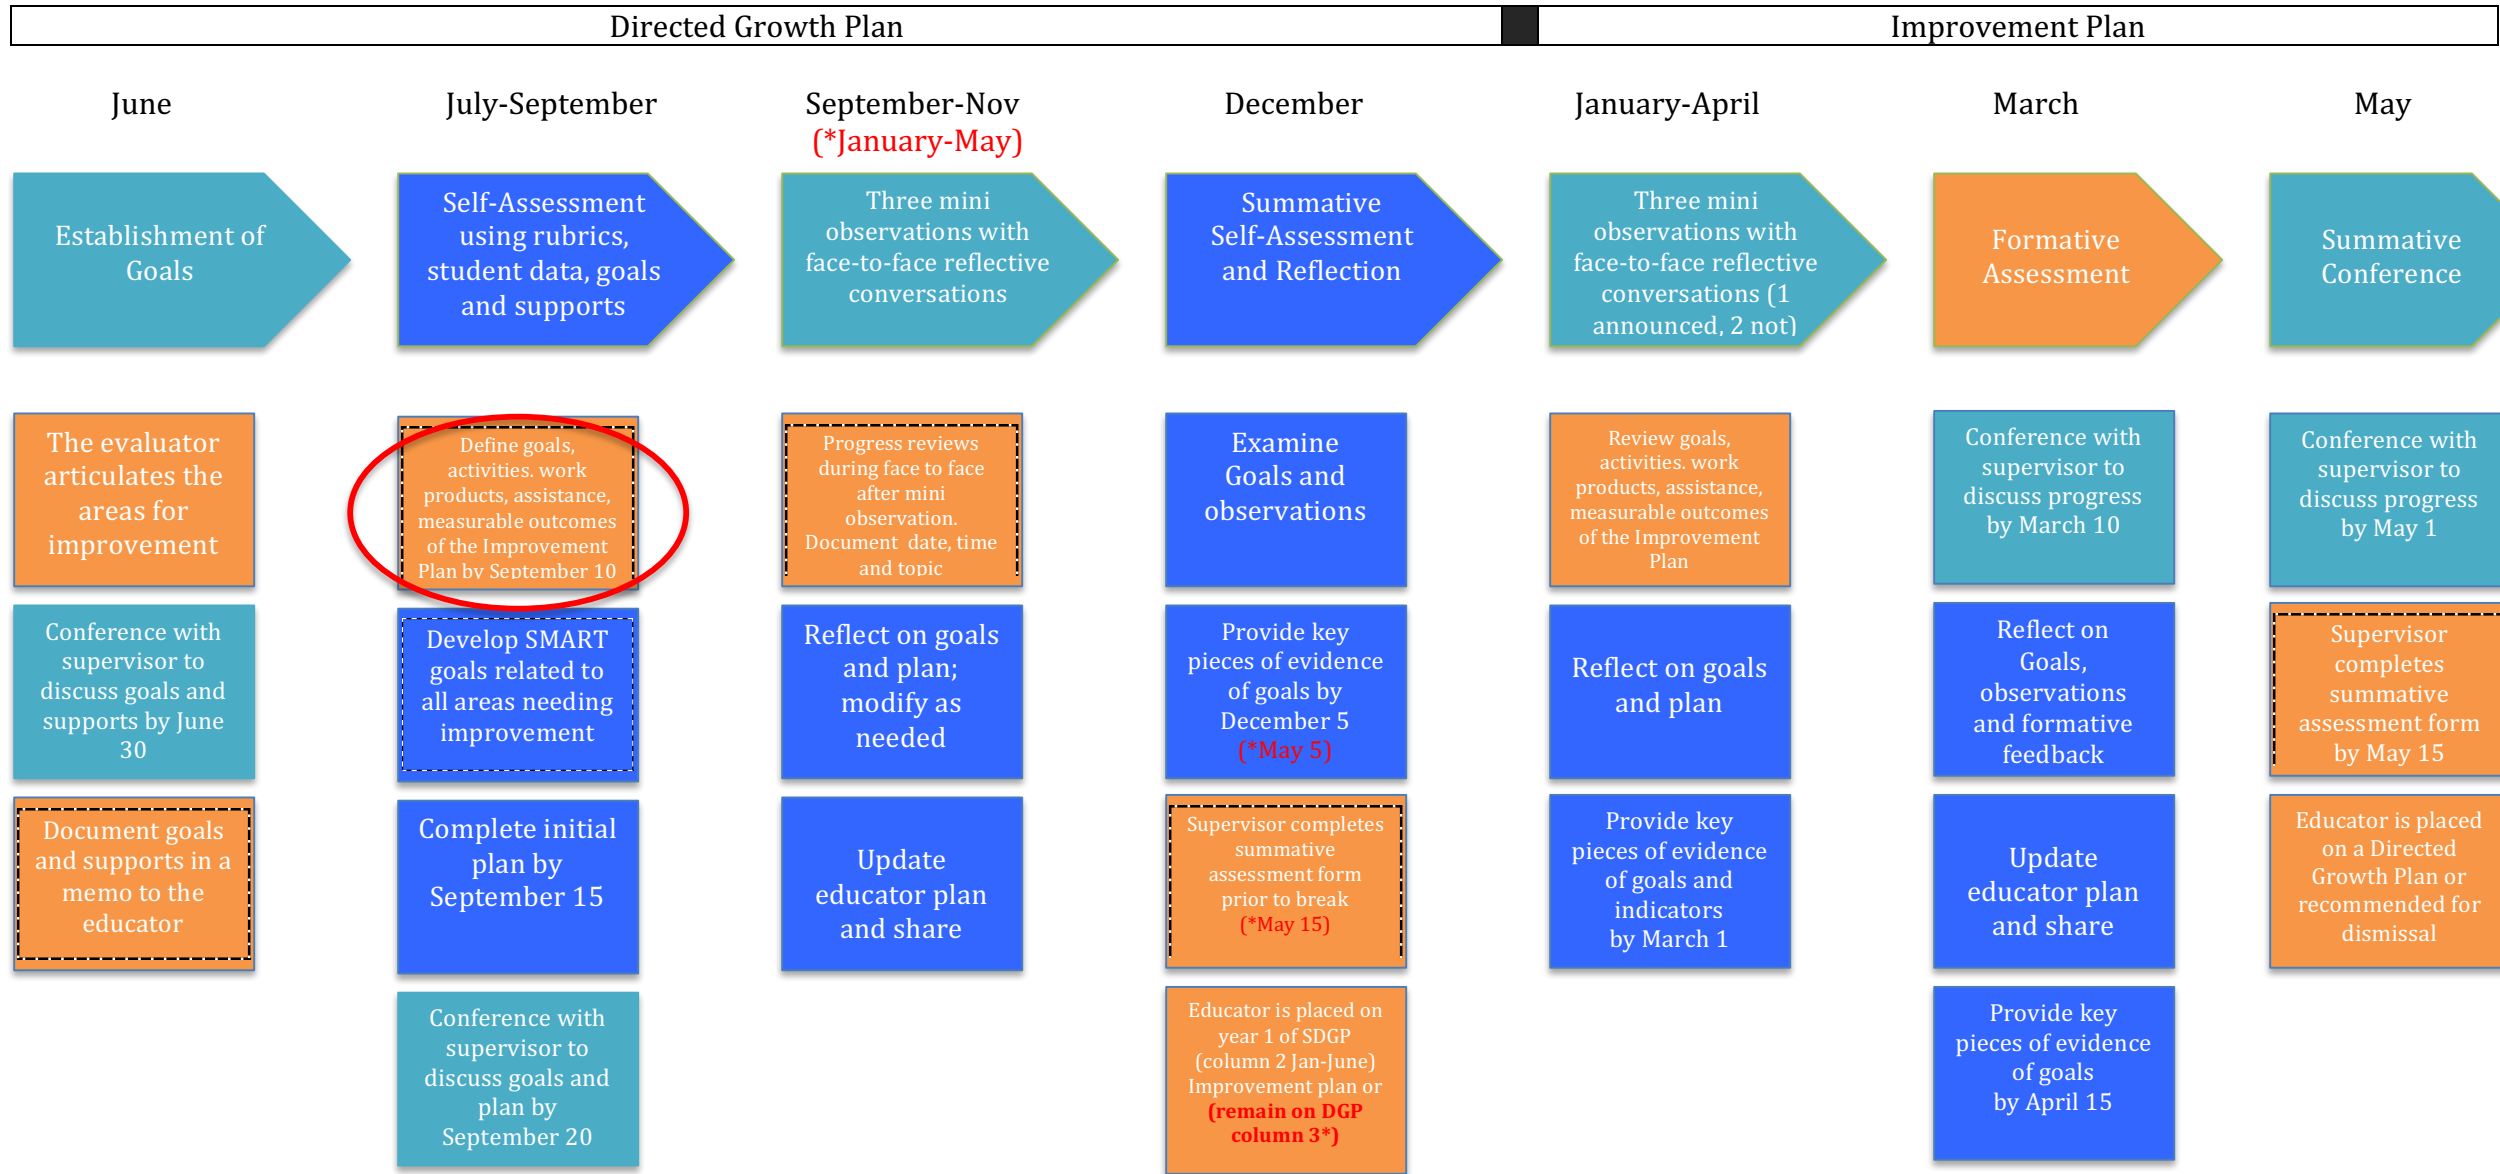 Directed Growth Plan
Improvement Plan
June
July-September
September-Nov
(*January-May)
December
January-April
March
May
Establishment of
Goals
Self-Assessment
using rubrics,
student data, goals
and supports
Three mini
observations with
face-to-face reflective
conversations
Summative
Self-Assessment
and Reflection
Three mini
observations with
face-to-face reflective
conversations (1
announced, 2 not)
Formative
Assessment
Summative
Conference
The evaluator
articulates the
areas for
improvement
Conference with
supervisor to
discuss goals and
supports by June
30
Document goals
and supports in a
memo to the
educator
Define goals,
activities. work
products, assistance,
measurable outcomes
of the Improvement
Plan by September 10
Develop SMART
goals related to
all areas needing
improvement
Complete initial
plan by
September 15
Conference with
supervisor to
discuss goals and
plan by
September 20
Progress reviews
during face to face
after mini
observation.
Document date, time
and topic
Reflect on goals
and plan;
modify as
needed
Update
educator plan
and share
Examine
Goals and
observations
Provide key
pieces of evidence
of goals by
December 5
(*May 5)
Supervisor completes
summative
assessment form
prior to break
(*May 15)
Educator is placed on
year 1 of SDGP
(column 2 Jan-June)
Improvement plan or
(remain on DGP
column 3*)
Review goals,
activities. work
products, assistance,
measurable outcomes
of the Improvement
Plan
Reflect on goals
and plan
Provide key
pieces of evidence
of goals and
indicators
by March 1
Conference with
supervisor to
discuss progress
by March 10
Reflect on
Goals,
observations
and formative
feedback
Update
educator plan
and share
Provide key
pieces of evidence
of goals
by April 15
Conference with
supervisor to
discuss progress
by May 1
Supervisor
completes
summative
assessment form
by May 15
Educator is placed
on a Directed
Growth Plan or
recommended for
dismissal